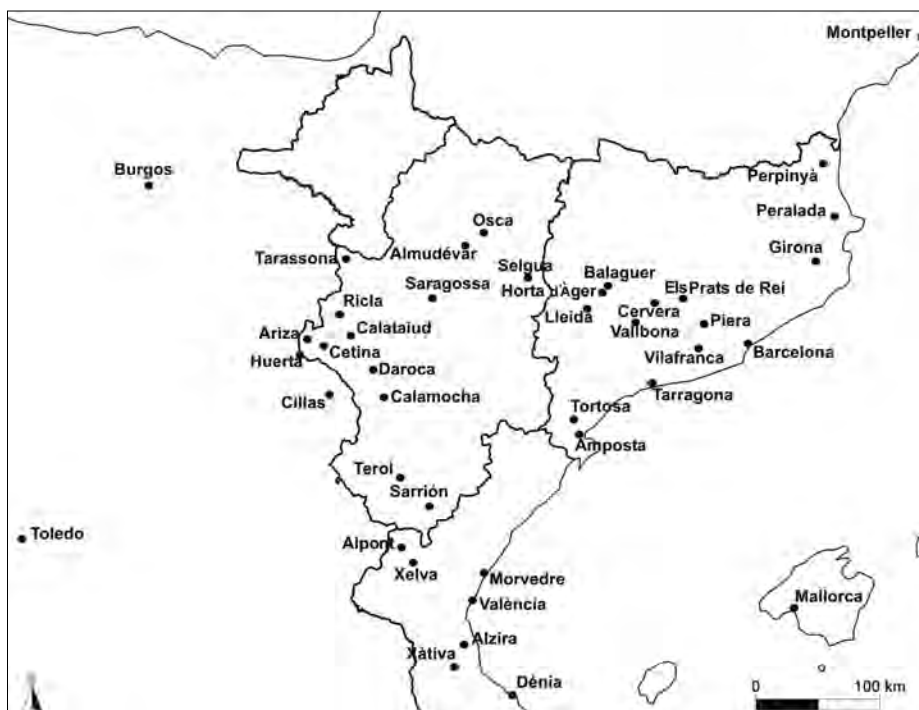 Montpeller
Burgos
Perpinyà
Peralada
Osca
Almudévar
Girona
Tarassona
Selgua
Balaguer
Saragossa
Horta d'Àger
ElsPrats de Rei
Ricla
Lleida
Cervera
Piera
Ariza
Calataiud
Vallbona
Huerta
Cetina
Vilafranca
Barcelona
Daroca
Cillas
Calamocha
Tarragona
Tortosa
Amposta
Terol
Sarrión
Toledo
Alpont
Xelva
Morvedre
València
Mallorca
Alzira
Xàtiva
Dénia
0 100 km